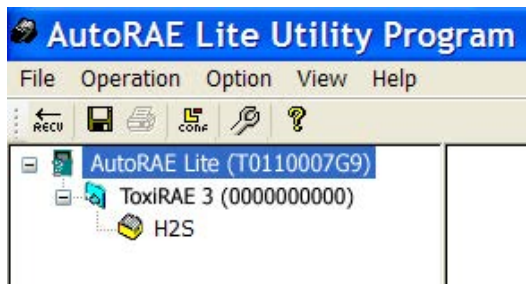 AutoRAE Lite Utility Program
File Operation Option View Help
RECV CONF ?
AutoRAE Lite (T0110007G9)
ToxiRAE 3 (0000000000)
H2S